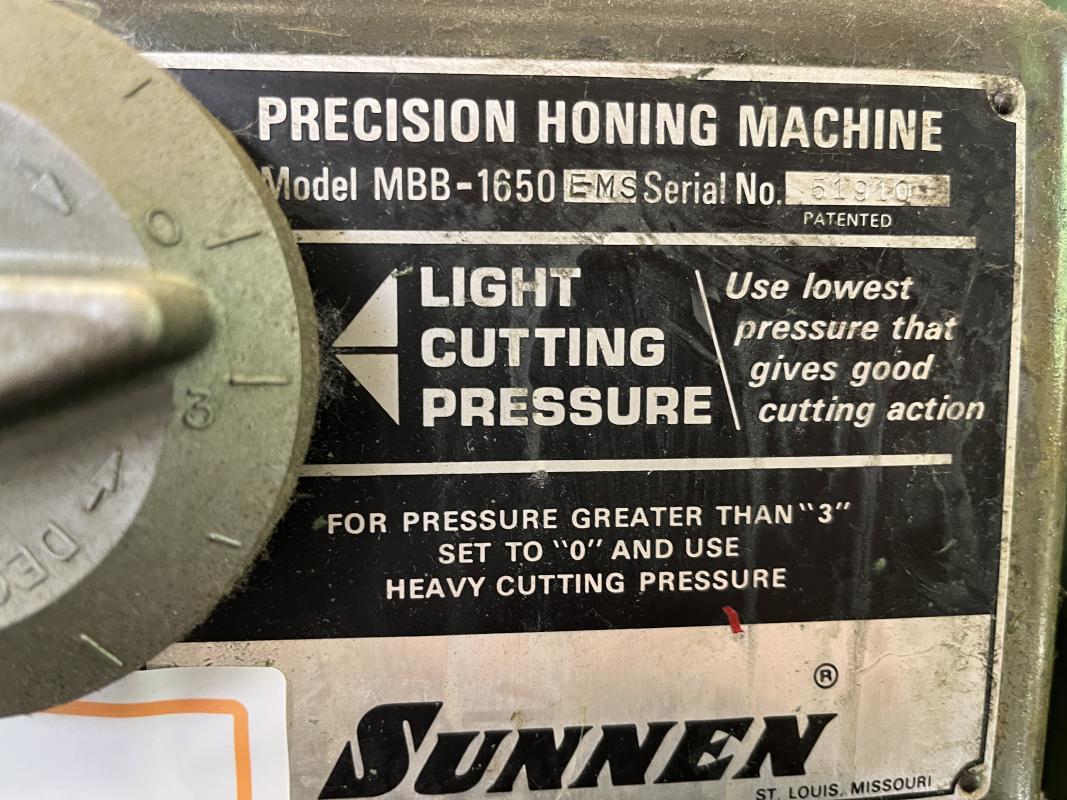 PRECISION HONING MACHINE
Model MBB-1650 EMS Serial No. 51910
PATENTED
0
3
LIGHT
CUTTING
PRESSURE
Use lowest
pressure that
gives good
cutting action
FOR PRESSURE GREATER THAN "3"
SET TO "0" AND USE
HEAVY CUTTING PRESSURE
SUNNEN ®
ST. LOUIS, MISSOURI